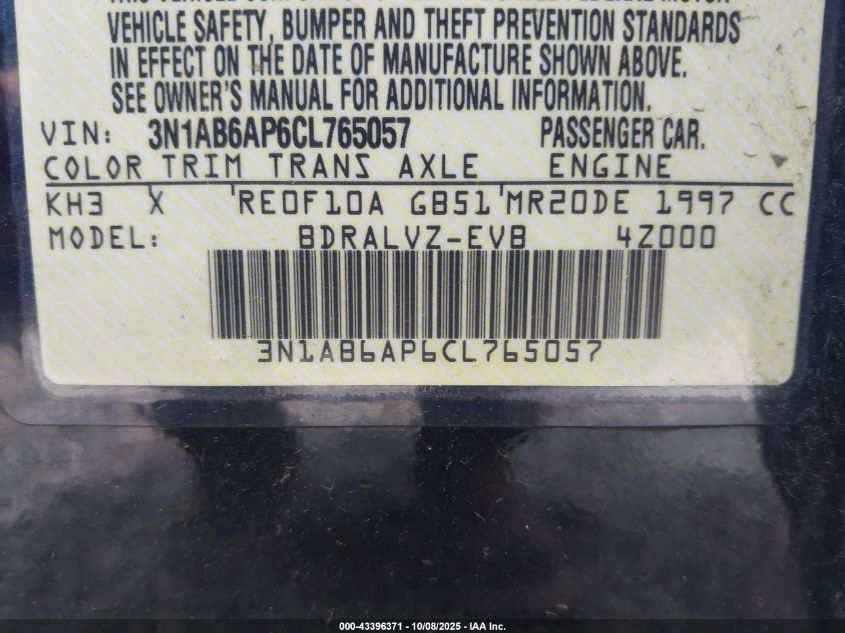 VEHICLE SAFETY, BUMPER AND THEFT PREVENTION STANDARDS
IN EFFECT ON THE DATE OF MANUFACTURE SHOWN ABOVE.
SEE OWNER'S MANUAL FOR ADDITIONAL INFORMATION.
VIN: 3N1AB6AP6CL765057 PASSENGER CAR.
COLOR TRIM TRANS AXLE ENGINE
KH3 X 'RE0F10A GB51'MR20DE 1997 CC
MODEL: BDRALVZ-EVB 4Z000
3N1AB6AP6CL765057
000-43396371 - 10/08/2025 - IAA Inc.